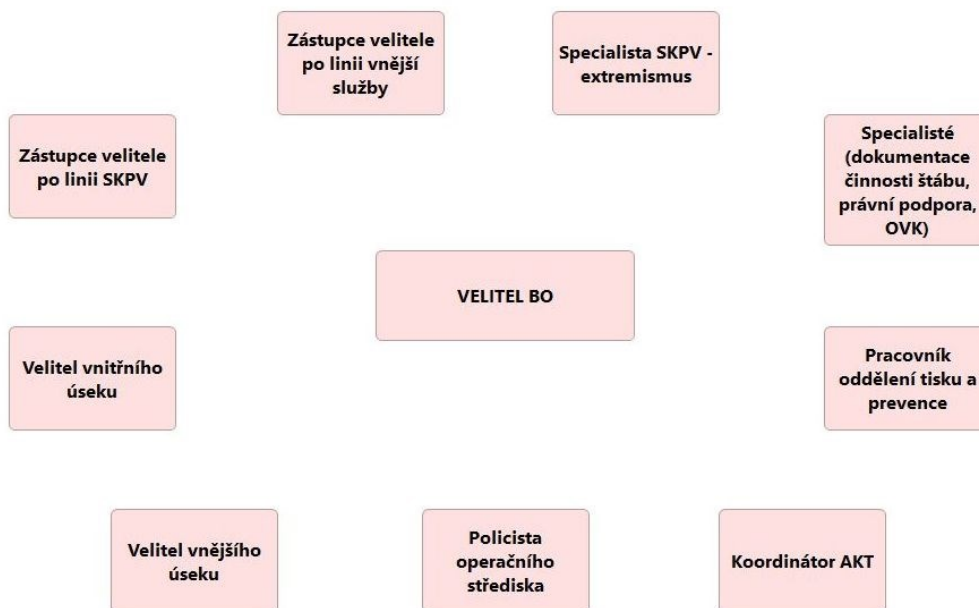 Zástupce velitele
po linii vnější
služby
Specialista SKPV -
extremismus
Zástupce velitele
po linii SKPV
Specialisté
(dokumentace
činnosti štábu,
právní podpora,
OVK)
VELITEL BO
Velitel vnitřního
úseku
Pracovník
oddělení tisku a
prevence
Velitel vnějšího
úseku
Policista
operačního
střediska
Koordinátor AKT